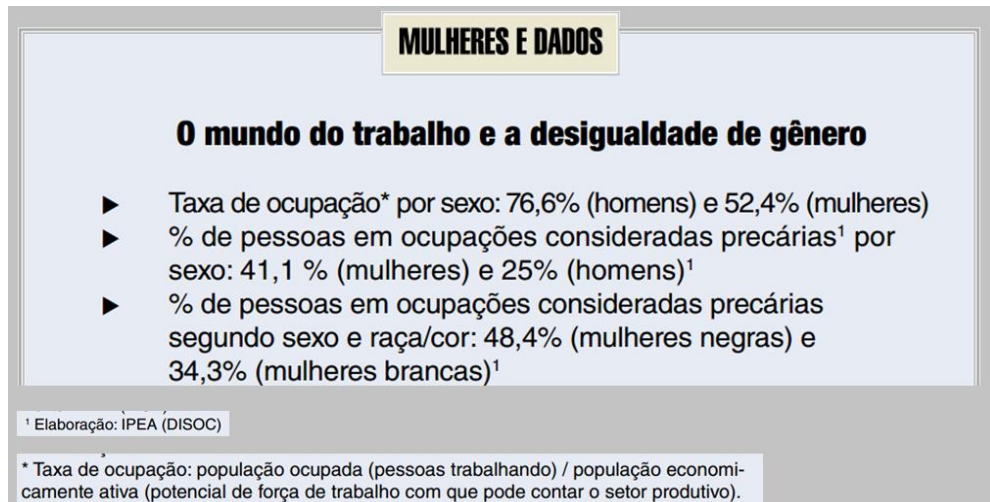 MULHERES E DADOS
O mundo do trabalho e a desigualdade de gênero
► Taxa de ocupação* por sexo: 76,6% (homens) e 52,4% (mulheres)
► % de pessoas em ocupações consideradas precárias¹ por
sexo: 41,1 % (mulheres) e 25% (homens)¹
► % de pessoas em ocupações consideradas precárias
segundo sexo e raça/cor: 48,4% (mulheres negras) e
34,3% (mulheres brancas)¹
¹ Elaboração: IPEA (DISOC)
* Taxa de ocupação: população ocupada (pessoas trabalhando) / população economi-
camente ativa (potencial de força de trabalho com que pode contar o setor produtivo).